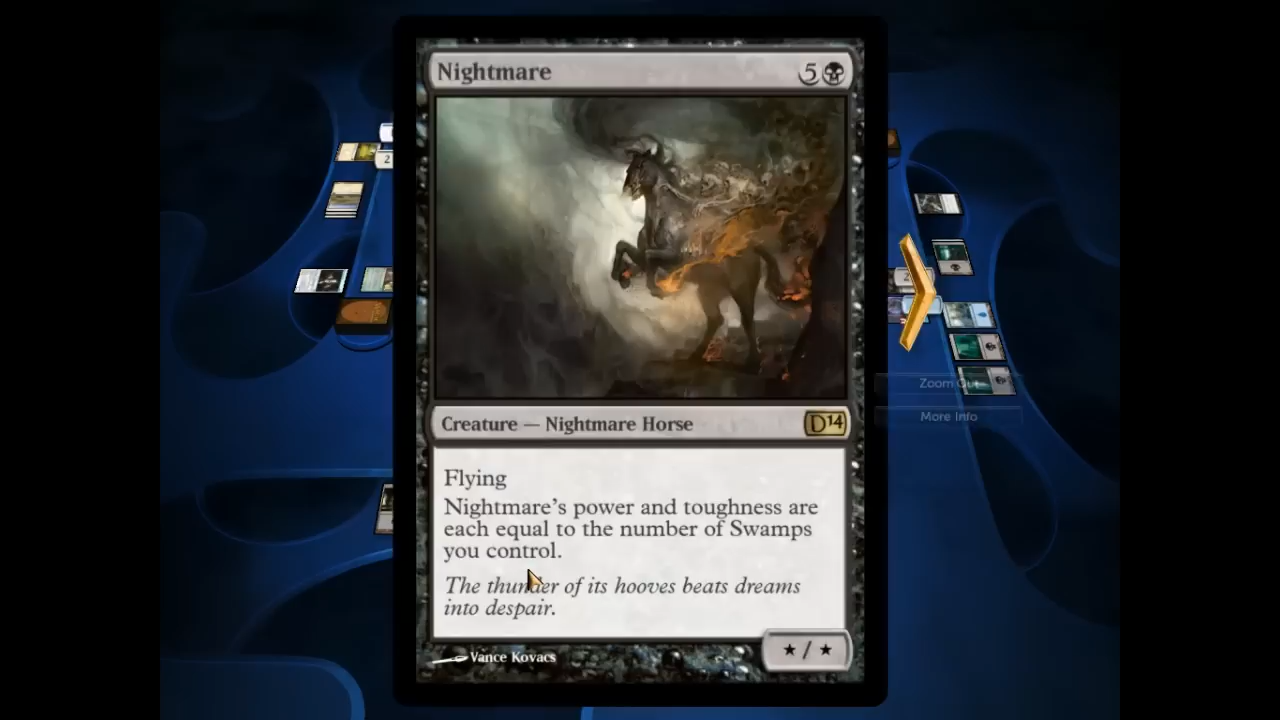 Nightmare 5
2
Creature — Nightmare Horse D14
Zoom Out
More Info
Flying
Nightmare's power and toughness are
each equal to the number of Swamps
you control.
The thunder of its hooves beats dreams
into despair.
★ / ★
Vance Kovacs